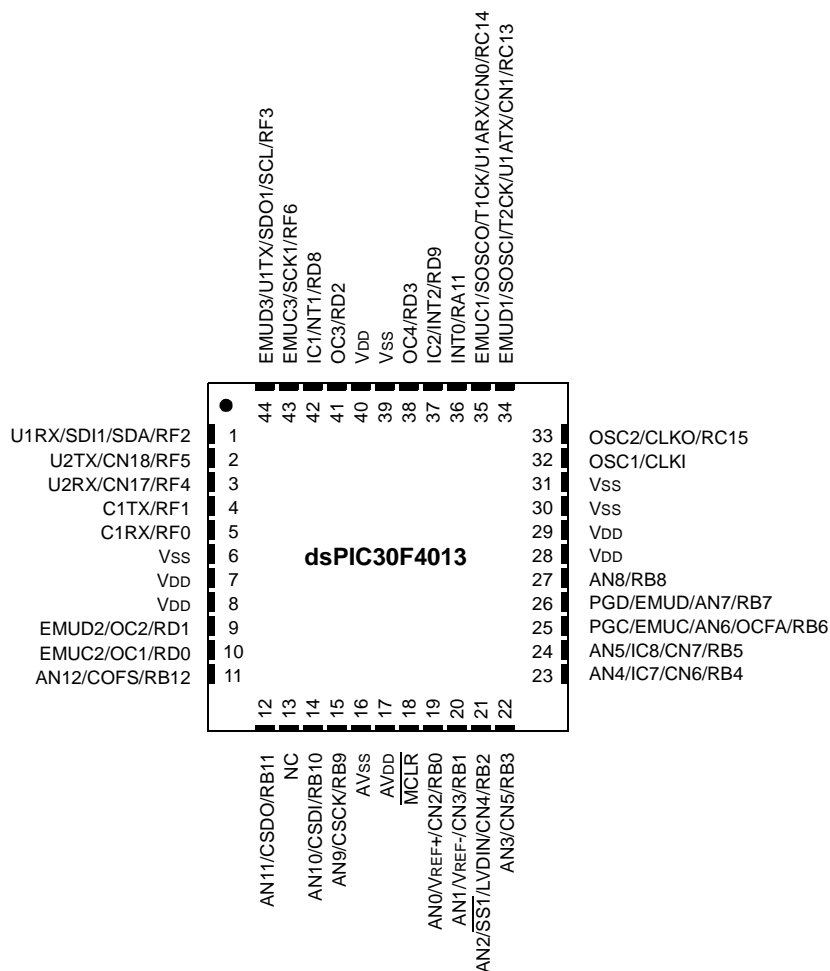 EMUD3/U1TX/SDO1/SCL/RF3
EMUC3/SCK1/RF6
IC1/NT1/RD8
OC3/RD2
VDD
VSS
OC4/RD3
IC2/INT2/RD9
INT0/RA11
EMUC1/SOSCO/T1CK/U1ARX/CN0/RC14
EMUD1/SOSCI/T2CK/U1ATX/CN1/RC13
44
43
42
41
40
39
38
37
36
35
34
U1RX/SDI1/SDA/RF2 1
U2TX/CN18/RF5 2
U2RX/CN17/RF4 3
C1TX/RF1 4
C1RX/RF0 5
VSS 6
VDD 7
VDD 8
EMUD2/OC2/RD1 9
EMUC2/OC1/RD0 10
AN12/COFS/RB12 11
dsPIC30F4013
33 OSC2/CLKO/RC15
32 OSC1/CLKI
31 VSS
30 VSS
29 VDD
28 VDD
27 AN8/RB8
26 PGD/EMUD/AN7/RB7
25 PGC/EMUC/AN6/OCFA/RB6
24 AN5/IC8/CN7/RB5
23 AN4/IC7/CN6/RB4
12
13
14
15
16
17
18
19
20
21
22
AN11/CSDO/RB11
NC
AN10/CSDI/RB10
AN9/CSCK/RB9
AVSS
AVDD
MCLR
AN0/VREF+/CN2/RB0
AN1/VREF-/CN3/RB1
AN2/SS1/LVDIN/CN4/RB2
AN3/CN5/RB3